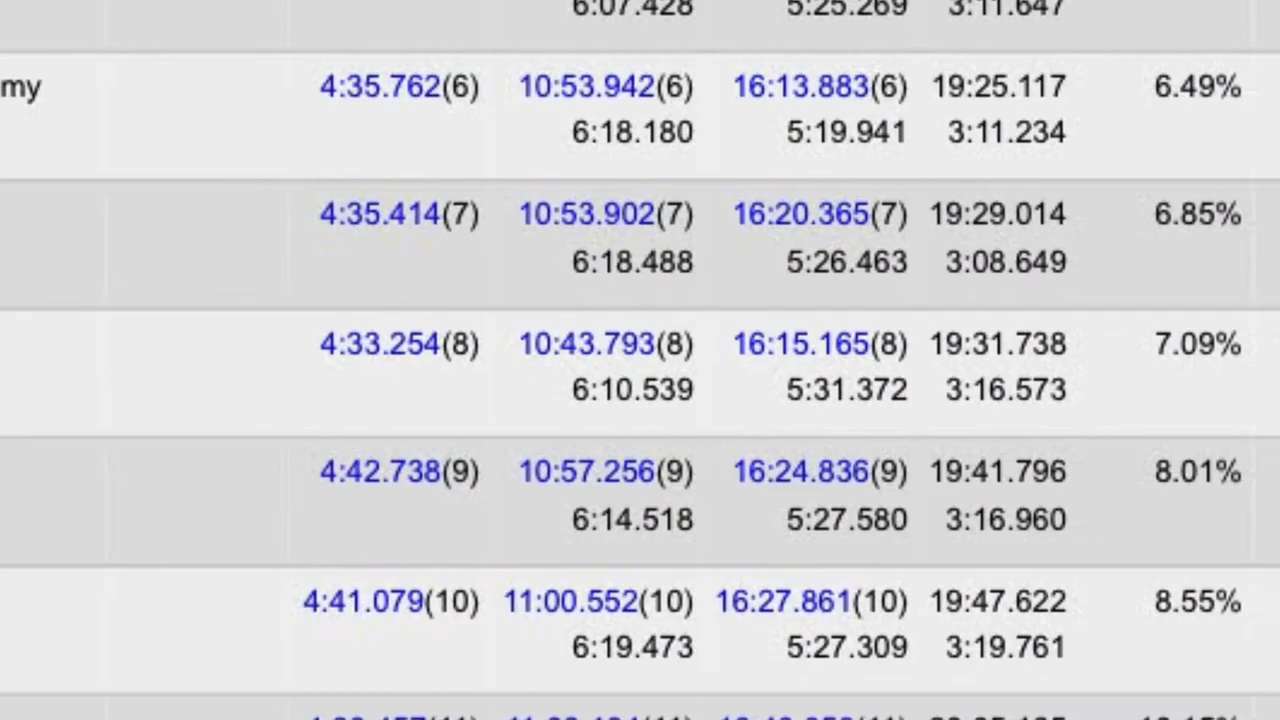 6:07.428 5:25.269 3:11.647
my 4:35.762(6) 10:53.942(6) 16:13.883(6) 19:25.117 6.49%
6:18.180 5:19.941 3:11.234
4:35.414(7) 10:53.902(7) 16:20.365(7) 19:29.014 6.85%
6:18.488 5:26.463 3:08.649
4:33.254(8) 10:43.793(8) 16:15.165(8) 19:31.738 7.09%
6:10.539 5:31.372 3:16.573
4:42.738(9) 10:57.256(9) 16:24.836(9) 19:41.796 8.01%
6:14.518 5:27.580 3:16.960
4:41.079(10) 11:00.552(10) 16:27.861(10) 19:47.622 8.55%
6:19.473 5:27.309 3:19.761